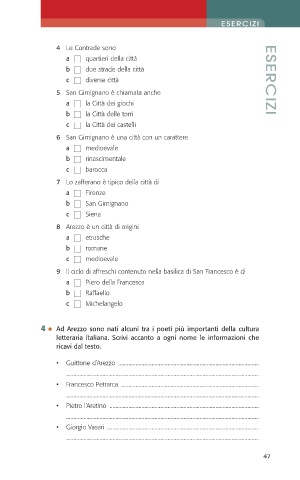 ESERCIZI
ESERCIZI
4 Le Contrade sono
a quartieri della città
b due strade della città
c diverse città
5 San Gimignano è chiamata anche
a la Città dei giochi
b la Città delle torri
c la Città dei castelli
6 San Gimignano è una città con un carattere
a medioevale
b rinascimentale
c barocca
7 Lo zafferano è tipico della città di
a Firenze
b San Gimignano
c Siena
8 Arezzo è un città di origini
a etrusche
b romane
c medioevale
9 Il ciclo di affreschi contenuto nella basilica di San Francesco è di
a Piero della Francesca
b Raffaello
c Michelangelo
4 Ad Arezzo sono nati alcuni tra i poeti più importanti della cultura
letteraria italiana. Scrivi accanto a ogni nome le informazioni che
ricavi dal testo.
• Guittone d'Arezzo
• Francesco Petrarca
• Pietro l'Aretino
• Giorgio Vasari
47